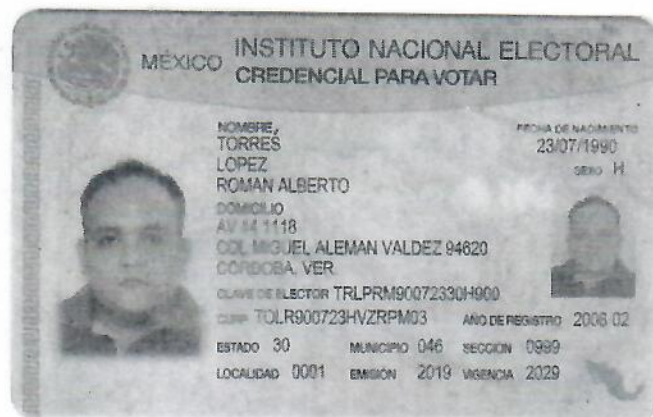 MÉXICO INSTITUTO NACIONAL ELECTORAL
CREDENCIAL PARA VOTAR
NOMBRE
FECHA DE NACIMIENTO
TORRES
23/07/1990
LOPEZ
SEXO H
ROMAN ALBERTO
DOMICILIO
AV 14 1118
COL MIGUEL ALEMAN VALDEZ 94620
CORDOBA, VER.
CLAVE DE ELECTOR TRLPRM90072330H900
CURP TOLR900723HVZRPM03 AÑO DE REGISTRO 2008 02
ESTADO 30 MUNICIPIO 046 SECCION 0999
LOCALIDAD 0001 EMISIÓN 2019 VIGENCIA 2029